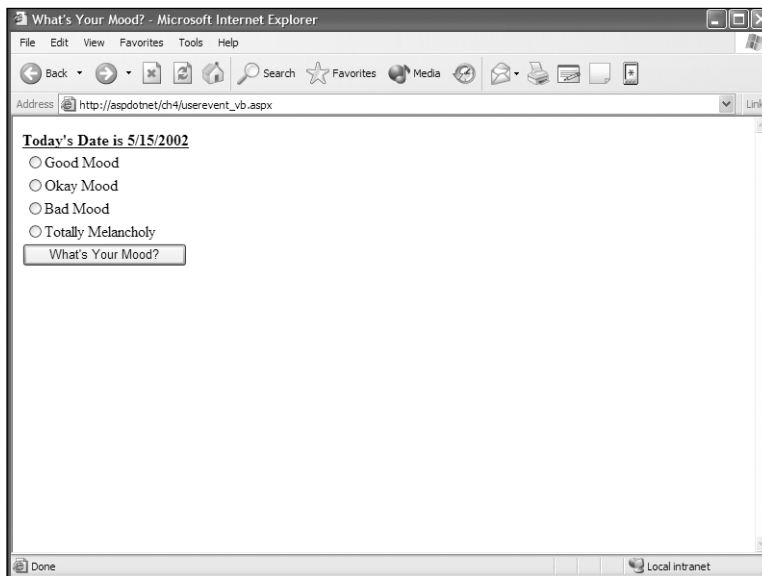 What's Your Mood? - Microsoft Internet Explorer
File Edit View Favorites Tools Help
Back Search Favorites Media
Address http://aspdotnet/ch4/userevent_vb.aspx Link
Today's Date is 5/15/2002
Good Mood
Okay Mood
Bad Mood
Totally Melancholy
What's Your Mood?
Done Local intranet